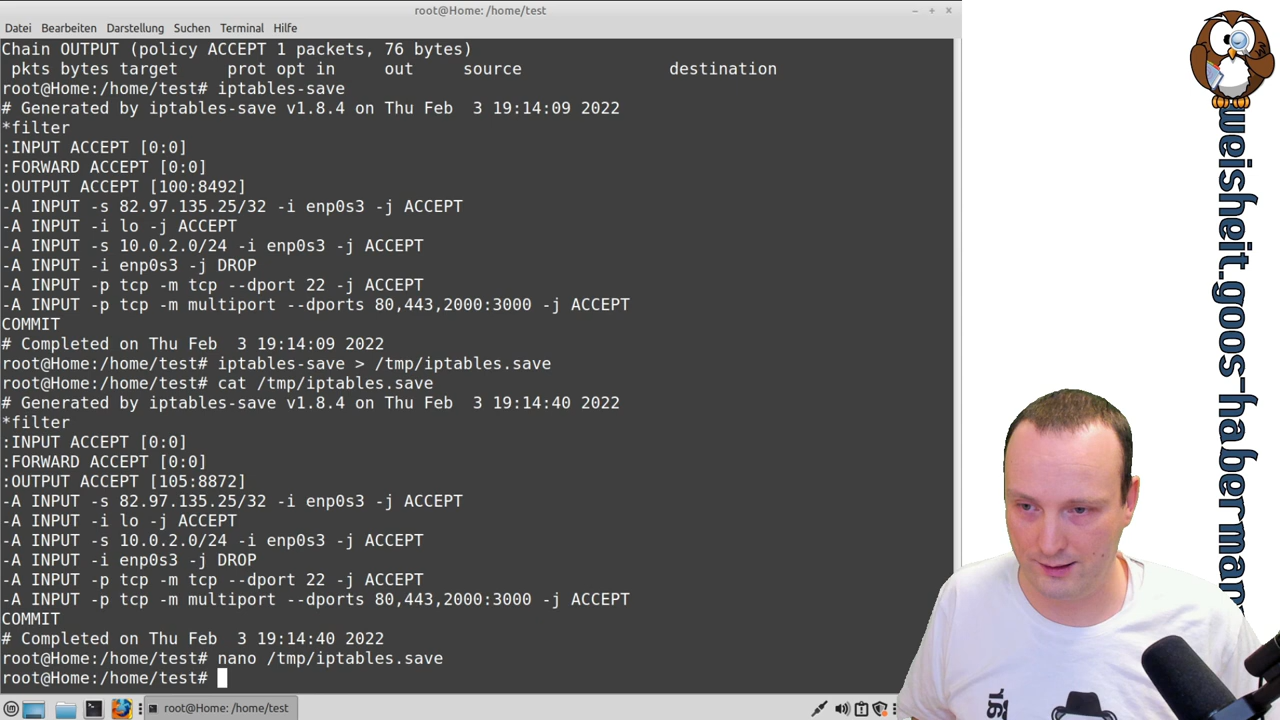 root@Home: /home/test
Datei Bearbeiten Darstellung Suchen Terminal Hilfe
Chain OUTPUT (policy ACCEPT 1 packets, 76 bytes)
pkts bytes target prot opt in out source destination
root@Home:/home/test# iptables-save
# Generated by iptables-save v1.8.4 on Thu Feb 3 19:14:09 2022
*filter
:INPUT ACCEPT [0:0]
:FORWARD ACCEPT [0:0]
:OUTPUT ACCEPT [100:8492]
-A INPUT -s 82.97.135.25/32 -i enp0s3 -j ACCEPT
-A INPUT -i lo -j ACCEPT
-A INPUT -s 10.0.2.0/24 -i enp0s3 -j ACCEPT
-A INPUT -i enp0s3 -j DROP
-A INPUT -p tcp -m tcp --dport 22 -j ACCEPT
-A INPUT -p tcp -m multiport --dports 80,443,2000:3000 -j ACCEPT
COMMIT
# Completed on Thu Feb 3 19:14:09 2022
root@Home:/home/test# iptables-save > /tmp/iptables.save
root@Home:/home/test# cat /tmp/iptables.save
# Generated by iptables-save v1.8.4 on Thu Feb 3 19:14:40 2022
*filter
:INPUT ACCEPT [0:0]
:FORWARD ACCEPT [0:0]
:OUTPUT ACCEPT [105:8872]
-A INPUT -s 82.97.135.25/32 -i enp0s3 -j ACCEPT
-A INPUT -i lo -j ACCEPT
-A INPUT -s 10.0.2.0/24 -i enp0s3 -j ACCEPT
-A INPUT -i enp0s3 -j DROP
-A INPUT -p tcp -m tcp --dport 22 -j ACCEPT
-A INPUT -p tcp -m multiport --dports 80,443,2000:3000 -j ACCEPT
COMMIT
# Completed on Thu Feb 3 19:14:40 2022
root@Home:/home/test# nano /tmp/iptables.save
root@Home:/home/test#
root@Home: /home/test
weisheit.goos-haberman